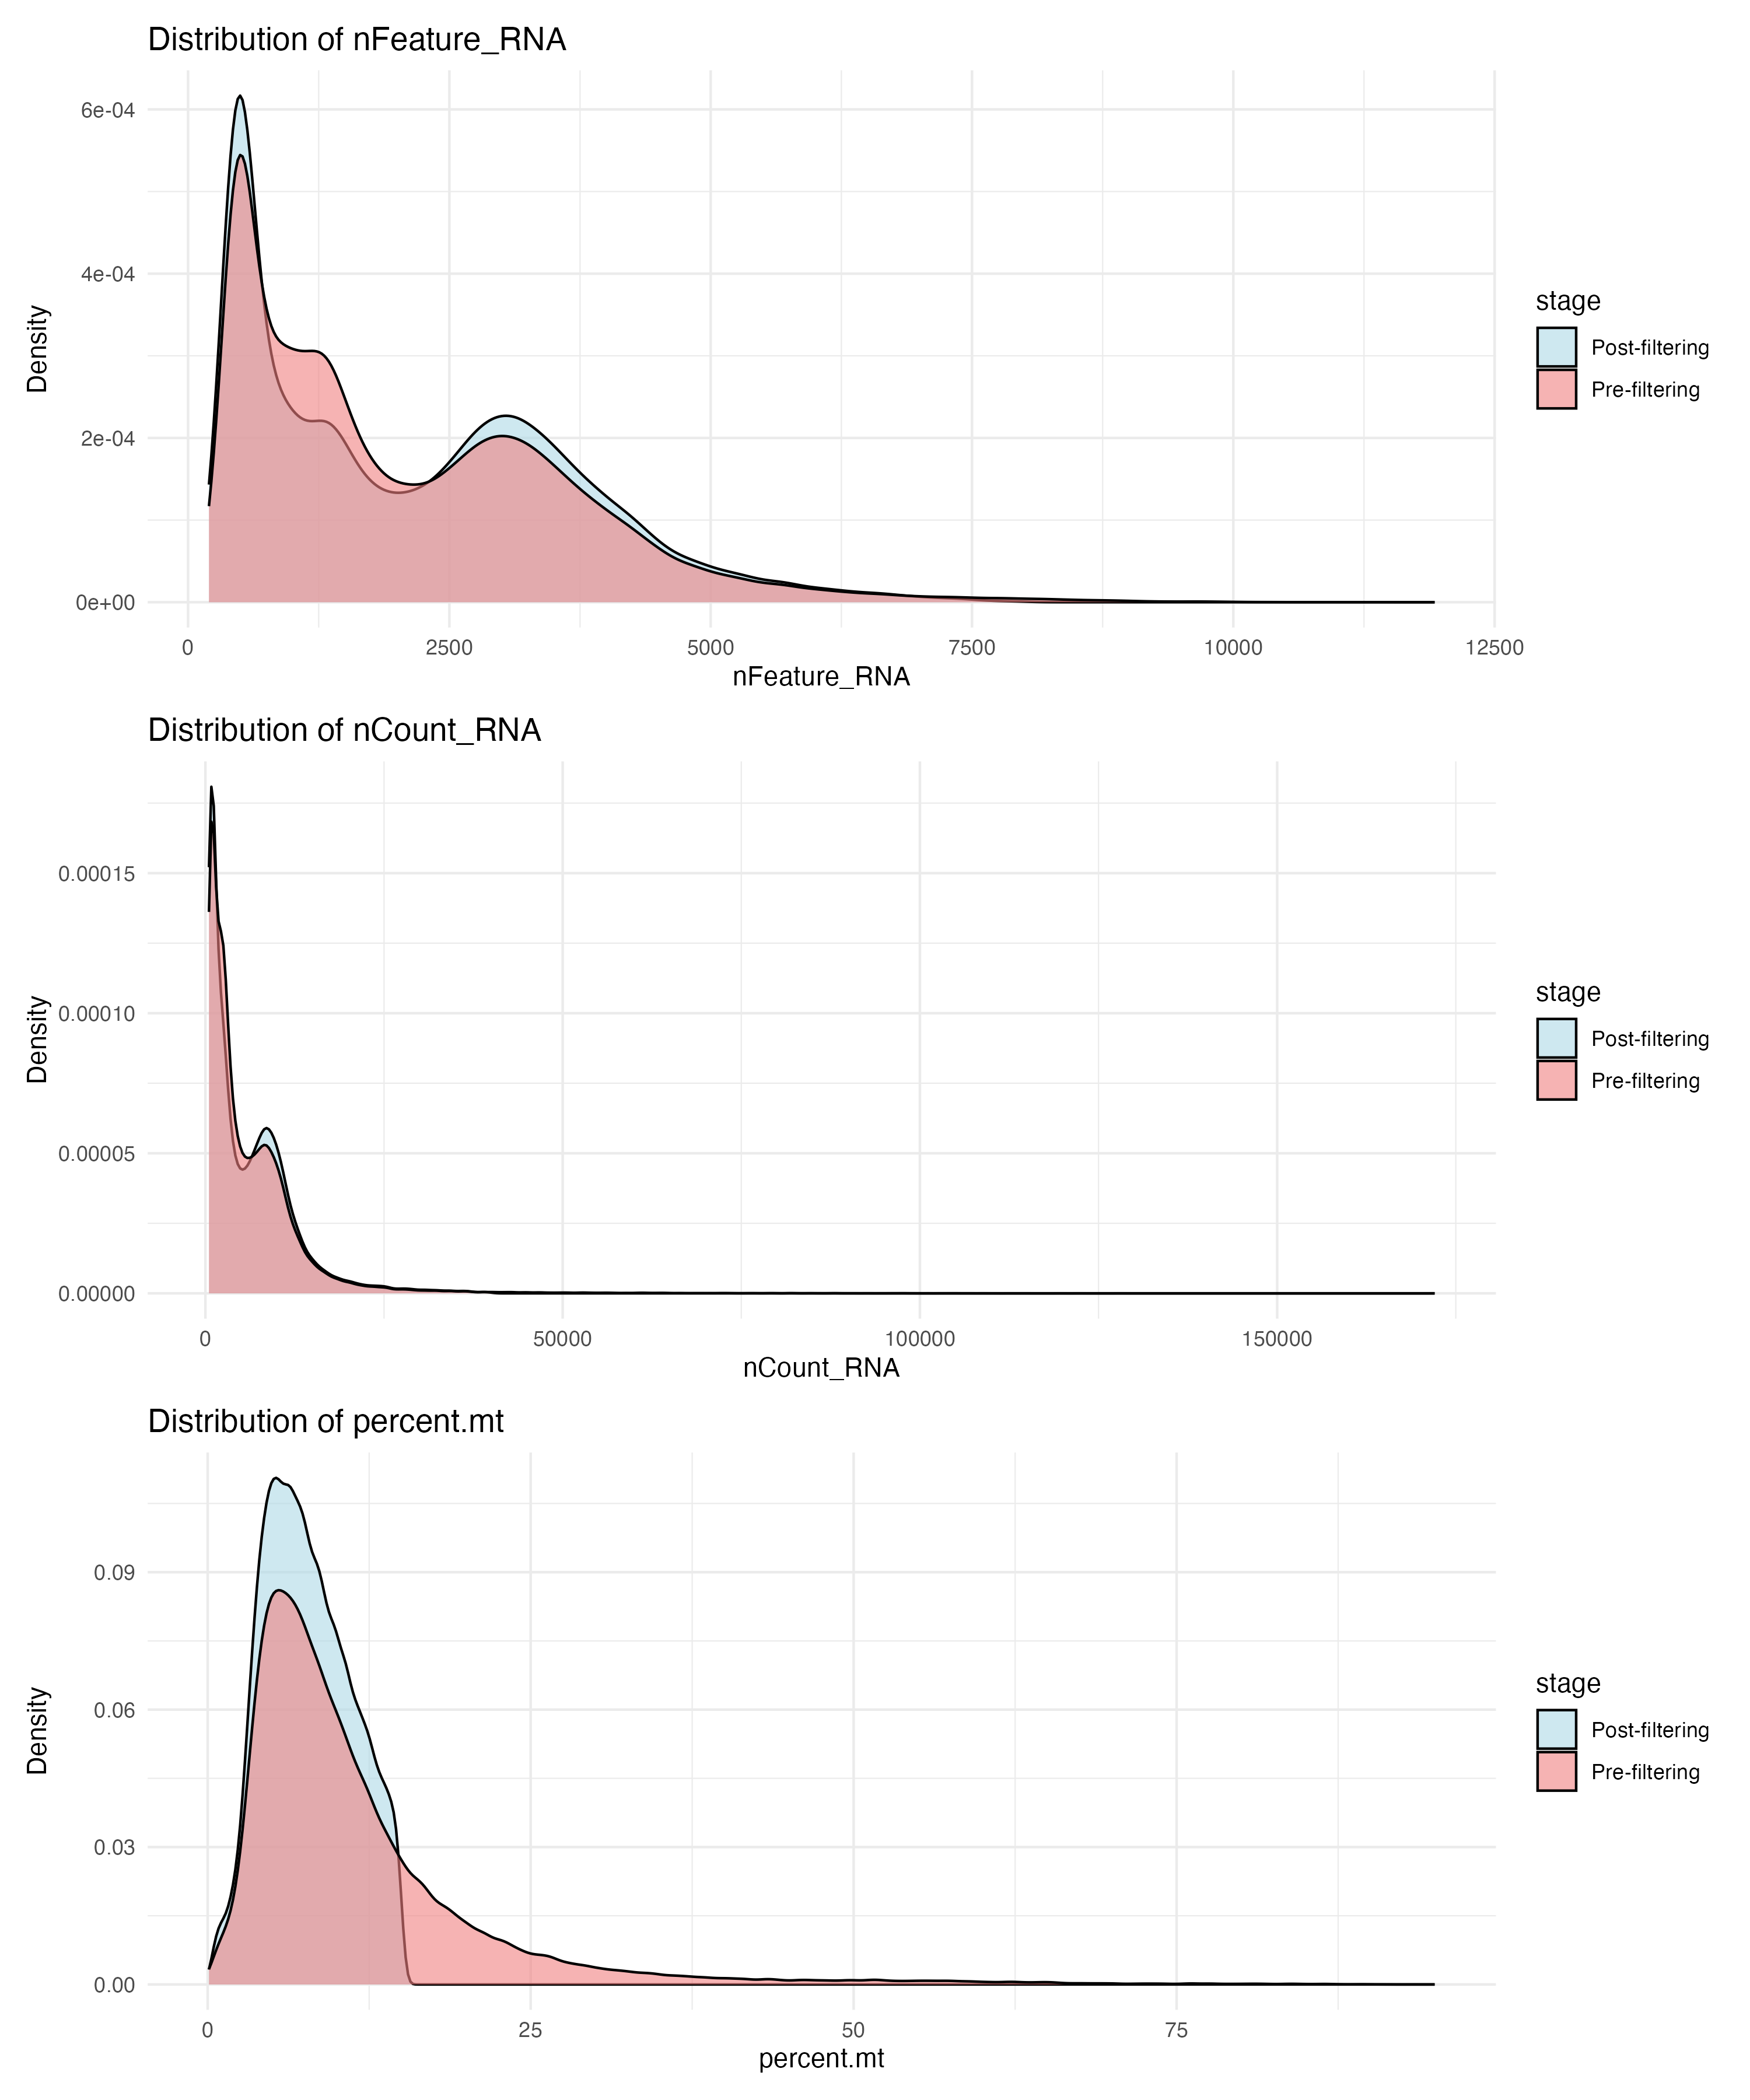 Distribution of nFeature_RNA
6e-04
4e-04
2e-04
0e+00
Density
0 2500 5000 7500 10000 12500
nFeature_RNA
stage
Post-filtering
Pre-filtering
Distribution of nCount_RNA
0.00015
0.00010
0.00005
0.00000
Density
0 50000 100000 150000
nCount_RNA
stage
Post-filtering
Pre-filtering
Distribution of percent.mt
0.09
0.06
0.03
0.00
Density
0 25 50 75
percent.mt
stage
Post-filtering
Pre-filtering